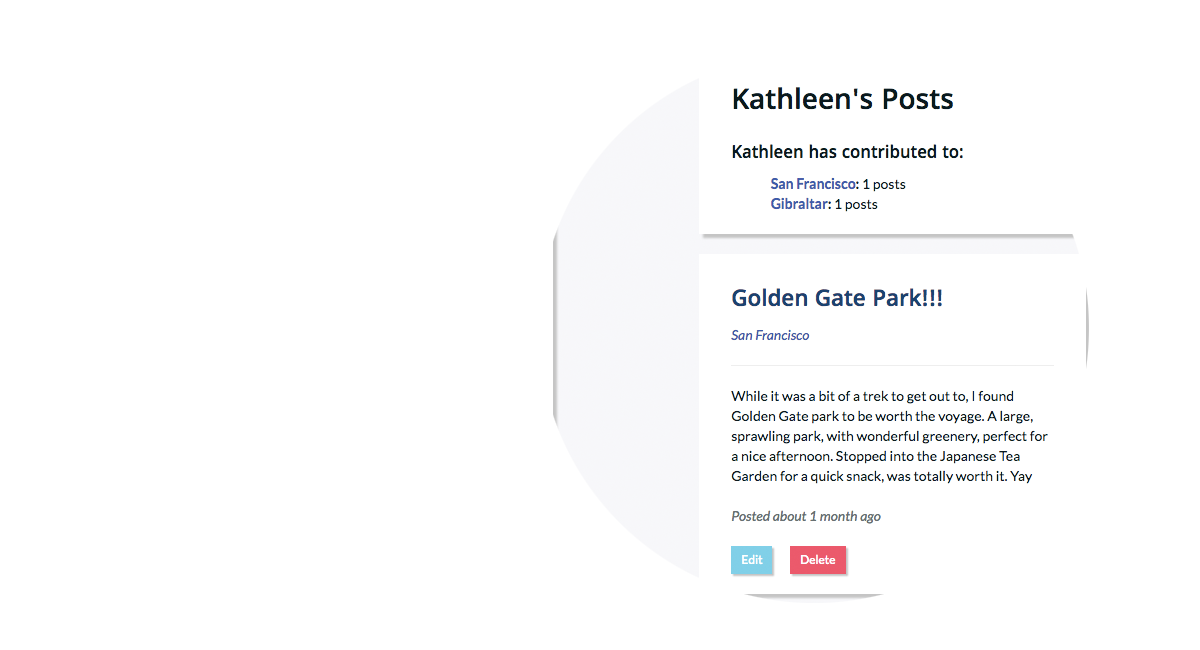 Kathleen's Posts
Kathleen has contributed to:
San Francisco: 1 posts
Gibraltar: 1 posts
Golden Gate Park!!!
San Francisco
While it was a bit of a trek to get out to, I found
Golden Gate park to be worth the voyage. A large,
sprawling park, with wonderful greenery, perfect for
a nice afternoon. Stopped into the Japanese Tea
Garden for a quick snack, was totally worth it. Yay
Posted about 1 month ago
Edit Delete